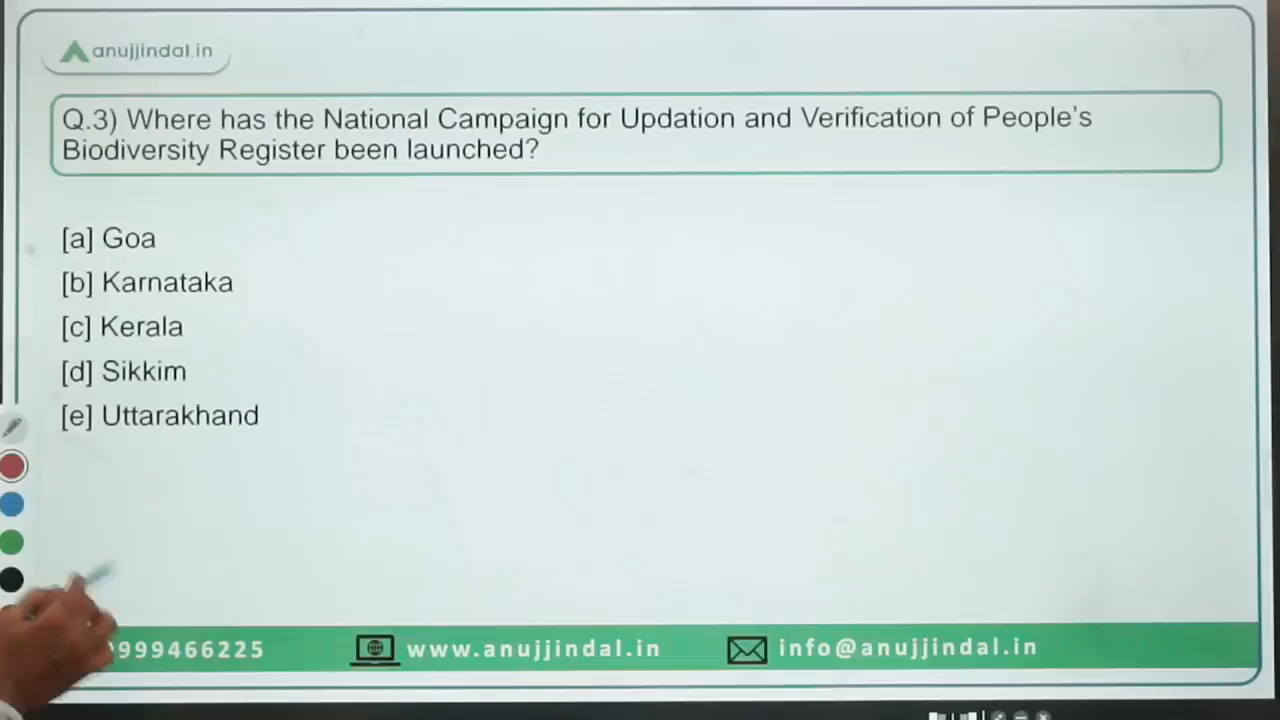 anujjindal.in
Q.3) Where has the National Campaign for Updation and Verification of People's
Biodiversity Register been launched?
[a] Goa
[b] Karnataka
[c] Kerala
[d] Sikkim
[e] Uttarakhand
999466225
www.anujjindal.in
info@anujjindal.in